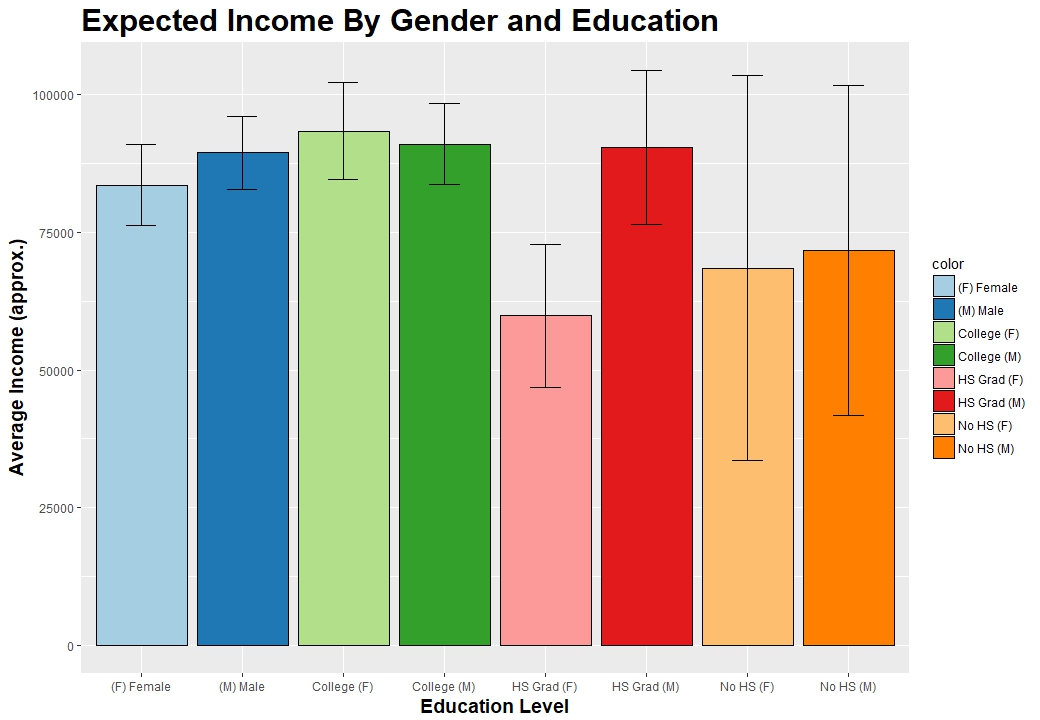 Expected Income By Gender and Education
Average Income (approx.)
100000
75000
50000
25000
0
(F) Female
(M) Male
College (F)
College (M)
HS Grad (F)
HS Grad (M)
No HS (F)
No HS (M)
Education Level
color
(F) Female
(M) Male
College (F)
College (M)
HS Grad (F)
HS Grad (M)
No HS (F)
No HS (M)